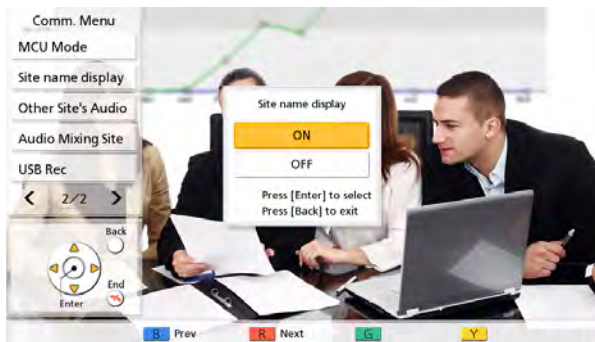 Comm. Menu
MCU Mode
Site name display
Other Site's Audio
Audio Mixing Site
USB Rec
2/2
Back
End
Enter
Site name display
ON
OFF
Press [Enter] to select
Press [Back] to exit
B Prev R Next G Y